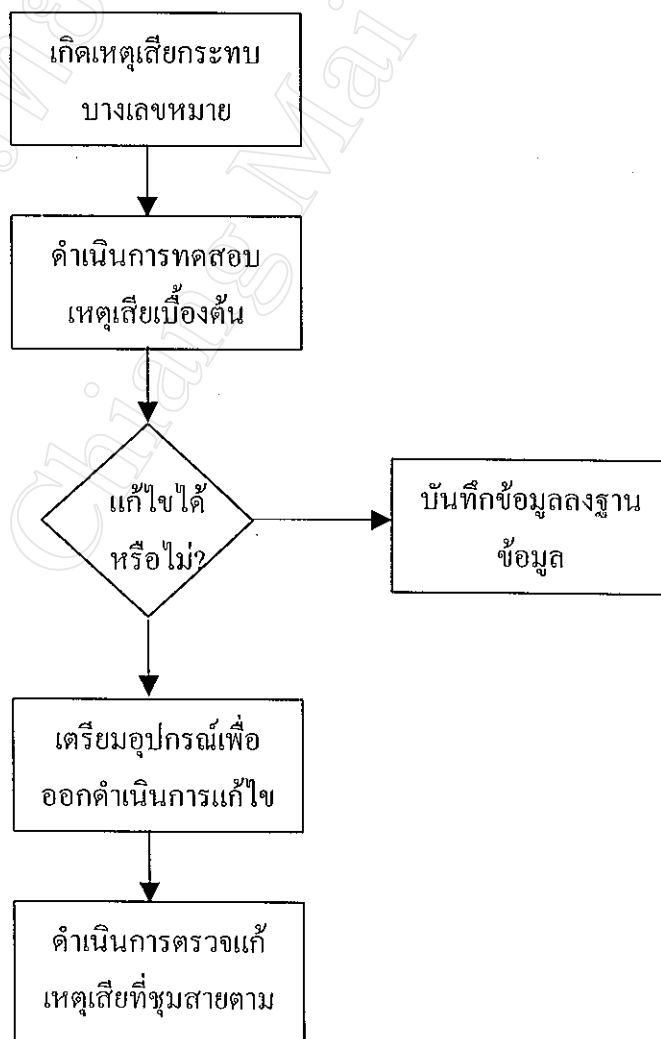 เกิดเหตุเสียกระทบ
บางเลขหมาย
ดำเนินการทดสอบ
เหตุเสียเบื้องต้น
แก้ไขได้
หรือไม่?
บันทึกข้อมูลลงฐาน
ข้อมูล
เตรียมอุปกรณ์เพื่อ
ออกดำเนินการแก้ไข
ดำเนินการตรวจแก้
เหตุเสียที่ชุมสายตาม
Chiang Mai